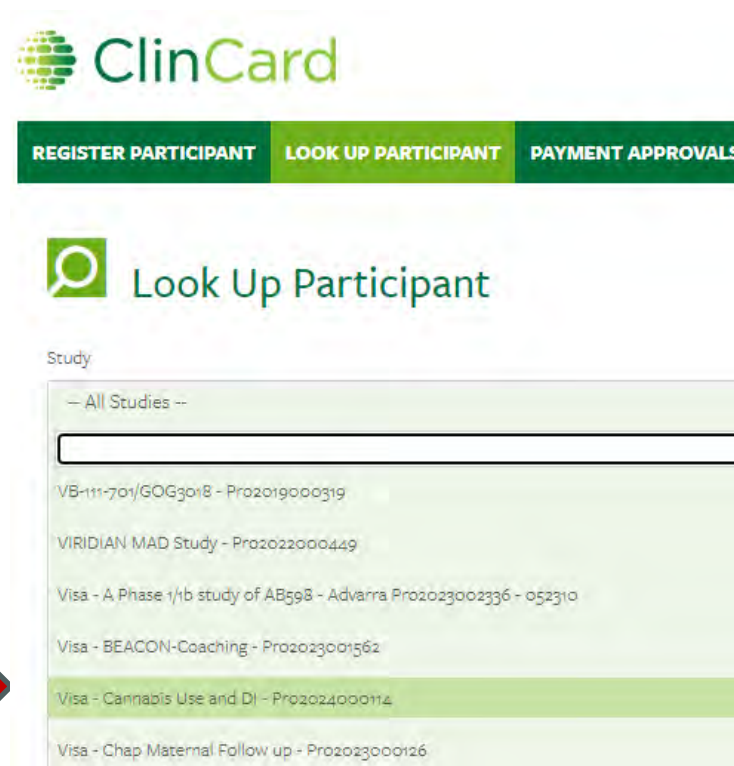 ClinCard
REGISTER PARTICIPANT LOOK UP PARTICIPANT PAYMENT APPROVALS
Look Up Participant
Study
-- All Studies --
VB-111-701/GOG3018 - Pro2019000319
VIRIDIAN MAD Study - Pro2022000449
Visa - A Phase 1/1b study of AB598 - Advarra Pro2023002336 - 052310
Visa - BEACON-Coaching - Pro2023001562
Visa - Cannabis Use and DI - Pro2024000114
Visa - Chap Maternal Follow up - Pro2023000126